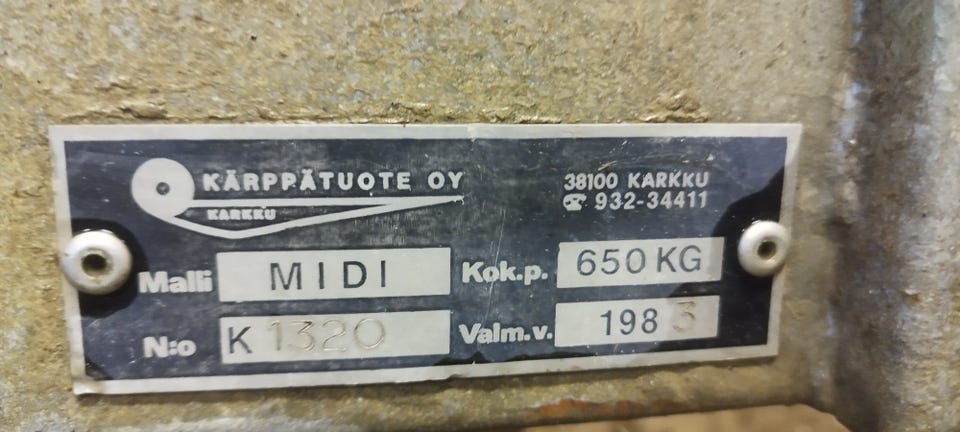 KÄRPPÄTUOTE OY
KARKKU
38100 KARKKU
☎ 932-34411
Malli MIDI Kok.p. 650 KG
N:o K 1320 Valm.v. 1983